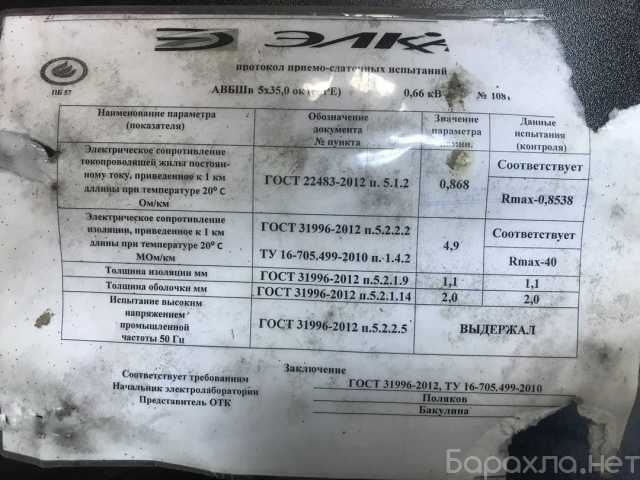 ЭЛКА
протокол приемо-сдаточных испытаний
ПБ 57
АВБШв 5х35,0 ок 0,66 кВ № 108
Наименование параметра (показателя)
Обозначение документа № пункта
Значение параметра
Данные испытания (контроля)
Электрическое сопротивление
токопроводящей жилы постоян-
ному току, приведенное к 1 км
длины при температуре 20° С
Ом/км
ГОСТ 22483-2012 п. 5.1.2
0,868
Соответствует
Rmax-0,8538
Электрическое сопротивление
изоляции, приведенное к 1 км
длины при температуре 20° С
МОм/км
ГОСТ 31996-2012 п.5.2.2.2
ТУ 16-705.499-2010 п. 1.4.2
4,9
Соответствует
Rmax-40
Толщина изоляции мм ГОСТ 31996-2012 п.5.2.1.9 1,1 1,1
Толщина оболочки мм ГОСТ 31996-2012 п.5.2.1.14 2,0 2,0
Испытание высоким
напряжением
промышленной
частоты 50 Гц
ГОСТ 31996-2012 п.5.2.2.5
ВЫДЕРЖАЛ
Заключение
Соответствует требованиям ГОСТ 31996-2012, ТУ 16-705.499-2010
Начальник электролаборатории Поляков
Представитель ОТК Бакулина
Барахла.нет